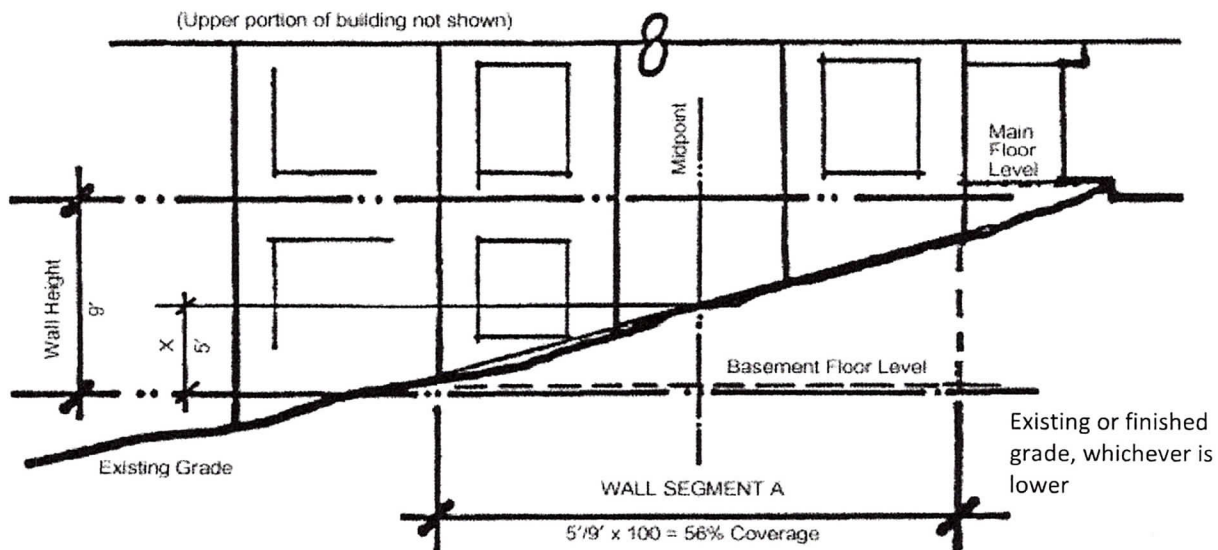 (Upper portion of building not shown)
8
Midpoint
Main
Floor
Level
Wall Height
9'
X
5'
Basement Floor Level
Existing Grade
Existing or finished
grade, whichever is
lower
WALL SEGMENT A
5'/9' x 100 = 56% Coverage